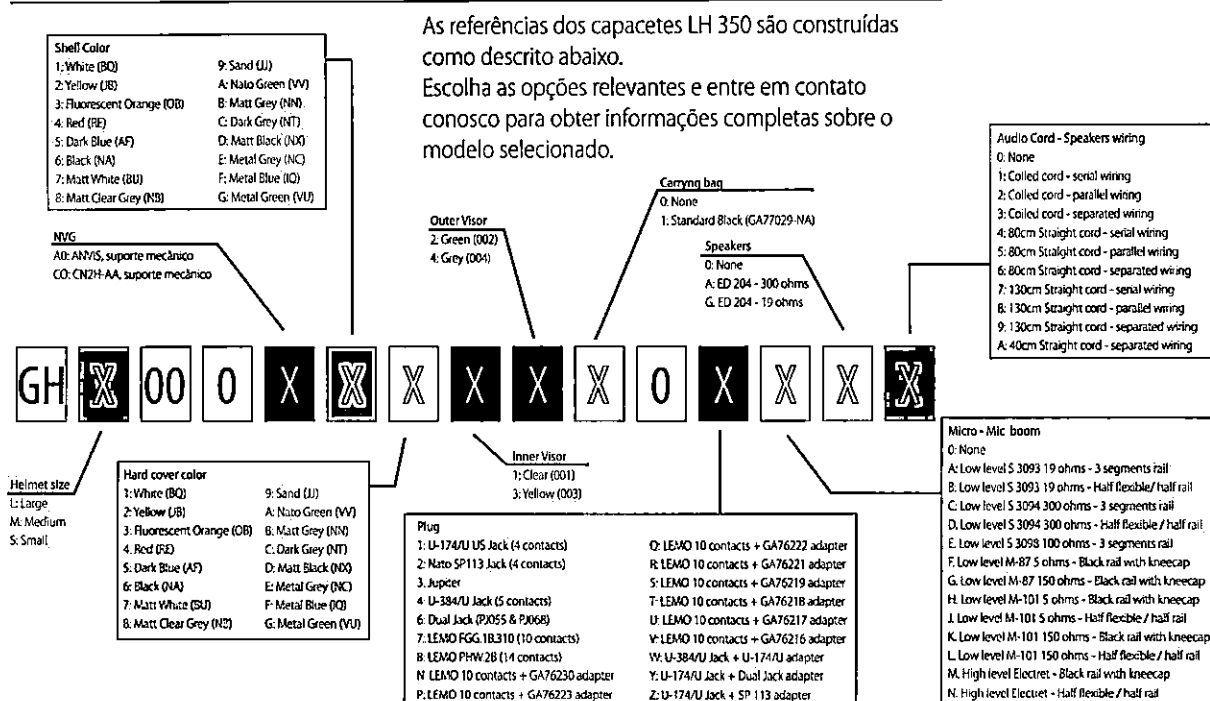 As referências dos capacetes LH 350 são construídas
como descrito abaixo.
Escolha as opções relevantes e entre em contato
conosco para obter informações completas sobre o
modelo selecionado.
Shell Color
1: White (BQ)
2: Yellow (JB)
3: Fluorescent Orange (OB)
4: Red (RE)
5: Dark Blue (AF)
6: Black (NA)
7: Matt White (BU)
8: Matt Clear Grey (NB)
9: Sand (JJ)
A: Nato Green (VV)
B: Matt Grey (NN)
C: Dark Grey (NT)
D: Matt Black (NX)
E: Metal Grey (NC)
F: Metal Blue (IQ)
G: Metal Green (VU)
NVG
A0: ANVIS, suporte mecânico
CO: CN2H-AA, suporte mecânico
Outer Visor
2: Green (002)
4: Grey (004)
Carryng bag
0: None
1: Standard Black (GA77029-NA)
Speakers
0: None
A: ED 204 - 300 ohms
G. ED 204 - 19 ohms
Audio Cord - Speakers wiring
0: None
1: Coiled cord - serial wiring
2: Coiled cord - parallel wiring
3: Coiled cord - separated wiring
4: 80cm Straight cord - serial wiring
5: 80cm Straight cord - parallel wiring
6: 80cm Straight cord - separated wiring
7: 130cm Straight cord - serial wiring
8: 130cm Straight cord - parallel wiring
9: 130cm Straight cord - separated wiring
A: 40cm Straight cord - separated wiring
GH X 00 0 X X X X X X 0 X X X X
Helmet size
L: Large
M: Medium
S: Small
Hard cover color
1: White (BQ)
2: Yellow (JB)
3: Fluorescent Orange (OB)
4. Red (RE)
5: Dark Blue (AF)
6: Black (NA)
7: Matt White (BU)
8: Matt Clear Grey (NB)
9: Sand (JJ)
A: Nato Green (VV)
B: Matt Grey (NN)
C: Dark Grey (NT)
D: Matt Black (NX)
E: Metal Grey (NC)
F: Metal Blue (IQ)
G: Metal Green (VU)
Inner Visor
1: Clear (001)
3: Yellow (003)
Plug
1: U-174/U US Jack (4 contacts)
2: Nato SP113 Jack (4 contacts)
3. Jupiter
4: U-384/U Jack (5 contacts)
6: Dual Jack (PJ055 & PJ068)
7: LEMO FGG.1B.310 (10 contacts)
8: LEMO PHW.2B (14 contacts)
N LEMO 10 contacts + GA76230 adapter
P: LEMO 10 contacts + GA76223 adapter
Q: LEMO 10 contacts + GA76222 adapter
R: LEMO 10 contacts + GA76221 adapter
S: LEMO 10 contacts + GA76219 adapter
T: LEMO 10 contacts + GA76218 adapter
U: LEMO 10 contacts + GA76217 adapter
V: LEMO 10 contacts + GA76216 adapter
W: U-384/U Jack + U-174/U adapter
Y: U-174/U Jack + Dual Jack adapter
Z: U-174/U Jack + SP 113 adapter
Micro - Mic boom
0: None
A: Low level S 3093 19 ohms - 3 segments rail
B: Low level S 3093 19 ohms - Half flexible/ half rail
C: Low level S 3094 300 ohms - 3 segments rail
D. Low level S 3094 300 ohms - Half flexible / half rail
E. Low level S 3098 100 ohms - 3 segments rail
F. Low level M-87 5 ohms - Black rail with kneecap
G. Low level M-87 150 ohms - Black rail with kneecap
H. Low level M-101 5 ohms - Black rail with kneecap
J. Low level M-101 5 ohms - Half flexible / half rail
K. Low level M-101 150 ohms - Black rail with kneecap
L. Low level M-101 150 ohms - Half flexible / half rail
M. High level Electret - Black rail with kneecap
N. High level Electret - Half flexible / half rail